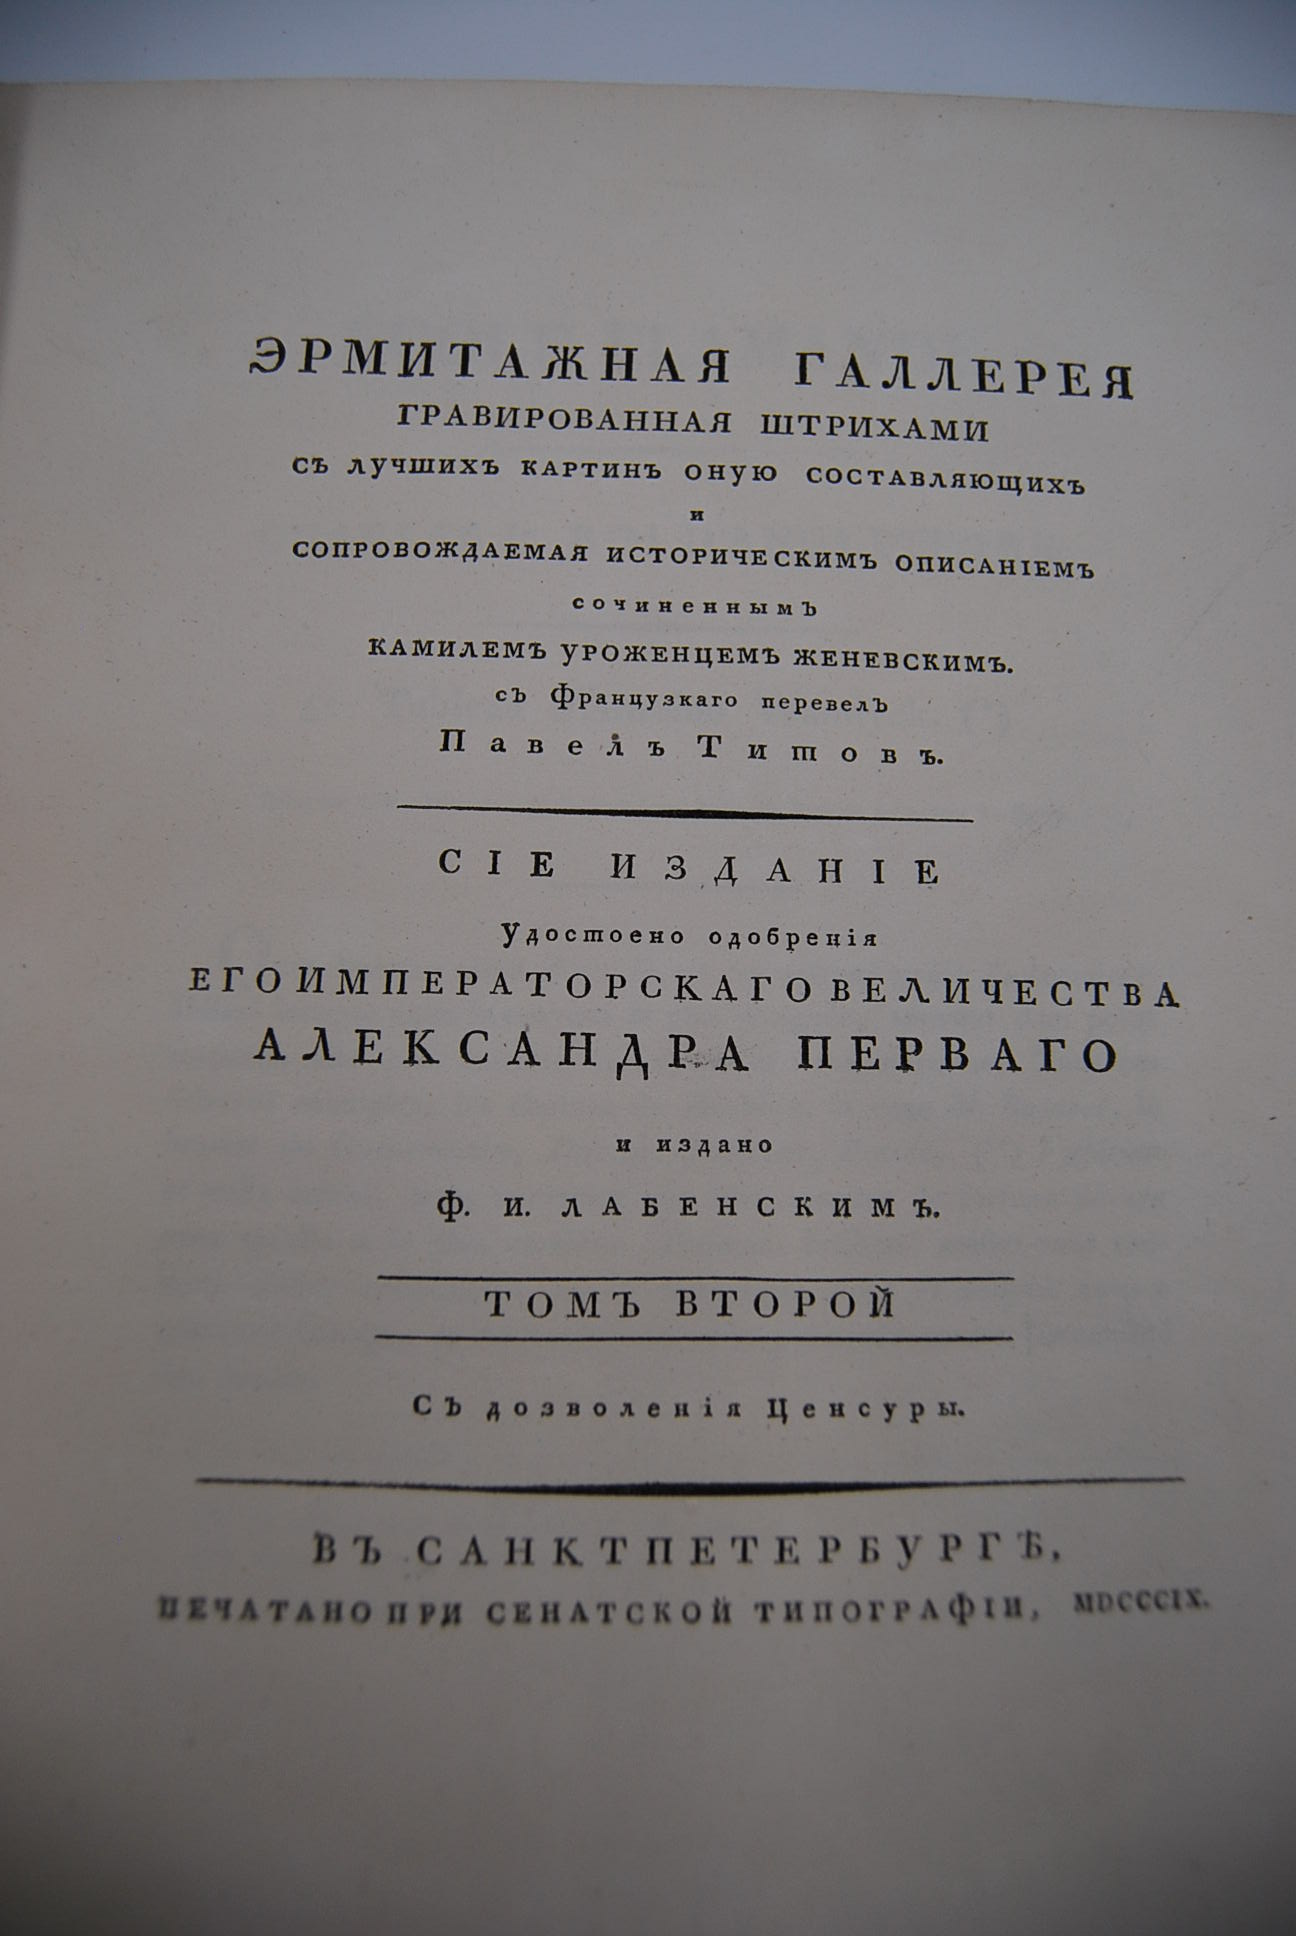 ЭРМИТАЖНАЯ ГАЛЛЕРЕЯ
ГРАВИРОВАННАЯ ШТРИХАМИ
СЪ ЛУЧШИХЪ КАРТИНЪ ОНУЮ СОСТАВЛЯЮЩИХЪ
И
СОПРОВОЖДАЕМАЯ ИСТОРИЧЕСКИМЪ ОПИСАНІЕМЪ
сочиненнымЪ
КАМИЛЕМЪ УРОЖЕНЦЕМЪ ЖЕНЕВСКИМЪ.
съ Французкаго перевелЪ
Павелъ Титовъ.
СІЕ ИЗДАНІЕ
Удостоено одобренія
ЕГО ИМПЕРАТОРСКАГО ВЕЛИЧЕСТВА
АЛЕКСАНДРА ПЕРВАГО
и издано
Ф. И. ЛАБЕНСКИМЪ.
ТОМЪ ВТОРОЙ
СЪ дозволенія Ценсуры.
ВЪ САНКТПЕТЕРБУРГѢ,
ПЕЧАТАНО ПРИ СЕНАТСКОЙ ТИПОГРАФІИ, MDCCCIX.